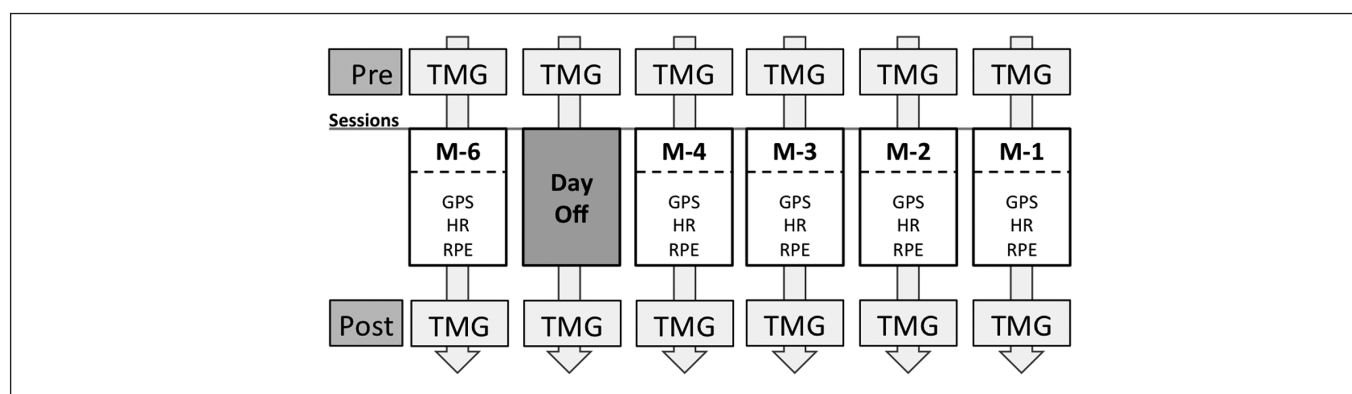 Pre TMG TMG TMG TMG TMG TMG
Sessions
M-6 M-4 M-3 M-2 M-1
Day
Off
GPS GPS GPS GPS GPS
HR HR HR HR HR
RPE RPE RPE RPE RPE
Post TMG TMG TMG TMG TMG TMG